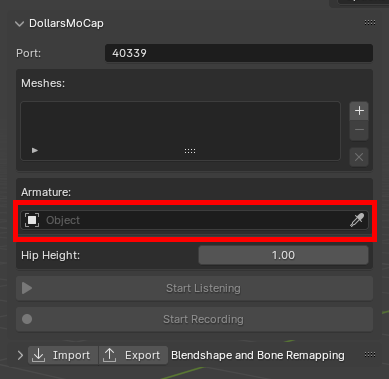 DollarsMoCap
Port: 40339
Meshes:
Armature:
Object
Hip Height: 1.00
Start Listening
Start Recording
Import Export Blendshape and Bone Remapping